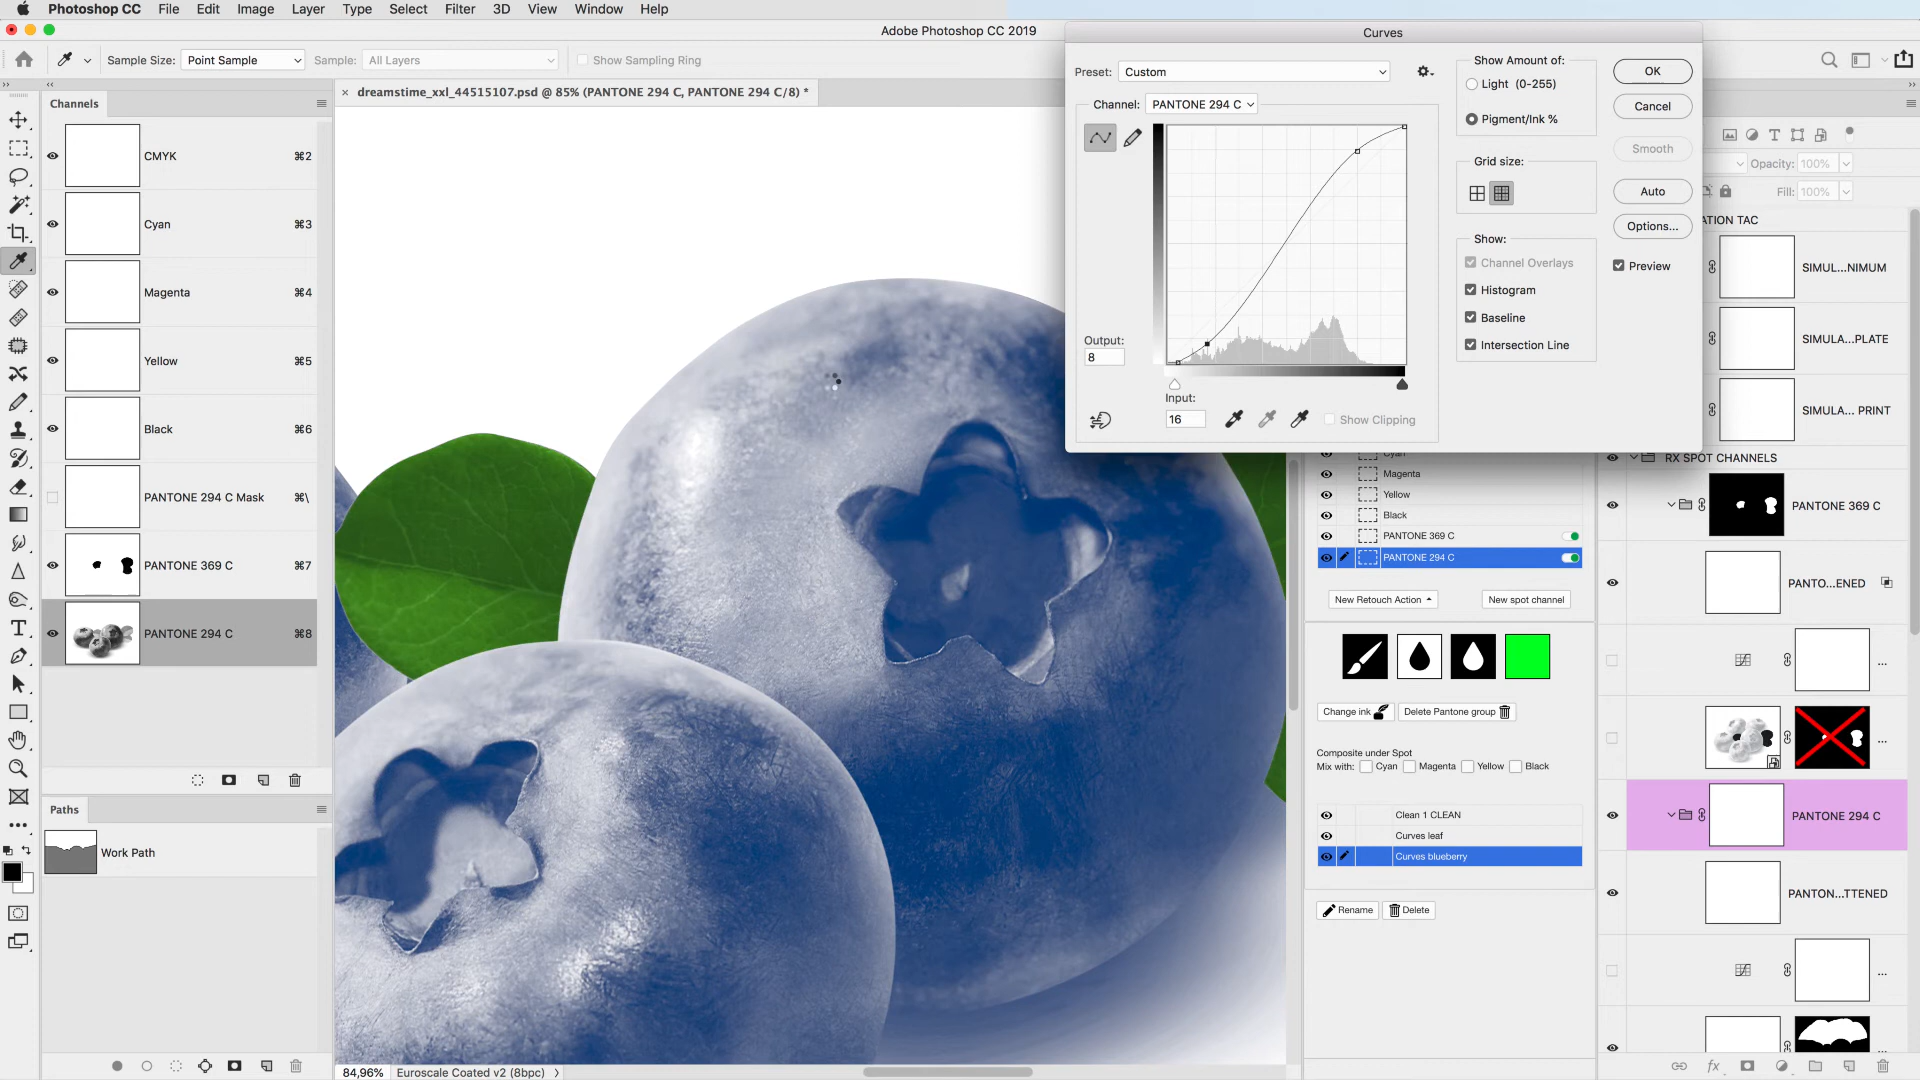 Photoshop CC File Edit Image Layer Type Select Filter 3D View Window Help
Adobe Photoshop CC 2019
Sample Size: Point Sample Sample: All Layers Show Sampling Ring
dreamstime_xxl_44515107.psd @ 85% (PANTONE 294 C, PANTONE 294 C/8) *
Channels
CMYK ⌘2
Cyan ⌘3
Magenta ⌘4
Yellow ⌘5
Black ⌘6
PANTONE 294 C Mask ⌘\
PANTONE 369 C ⌘7
PANTONE 294 C ⌘8
Paths
Work Path
84,96% Euroscale Coated v2 (8bpc)
Curves
Preset: Custom
Channel: PANTONE 294 C
Output:
8
Input:
16
Show Clipping
Show Amount of:
Light (0-255)
Pigment/Ink %
Grid size:
Show:
Channel Overlays
Histogram
Baseline
Intersection Line
OK
Cancel
Smooth
Auto
Options...
Preview
Cyan
Magenta
Yellow
Black
PANTONE 369 C
PANTONE 294 C
New Retouch Action New spot channel
Change ink Delete Pantone group
Composite under Spot
Mix with: Cyan Magenta Yellow Black
Clean 1 CLEAN
Curves leaf
Curves blueberry
Rename Delete
Opacity: 100%
Fill: 100%
ATION TAC
SIMUL...NIMUM
SIMULA...PLATE
SIMULA... PRINT
RX SPOT CHANNELS
PANTONE 369 C
PANTO...ENED
...
...
PANTONE 294 C
PANTON...TTENED
...
fx